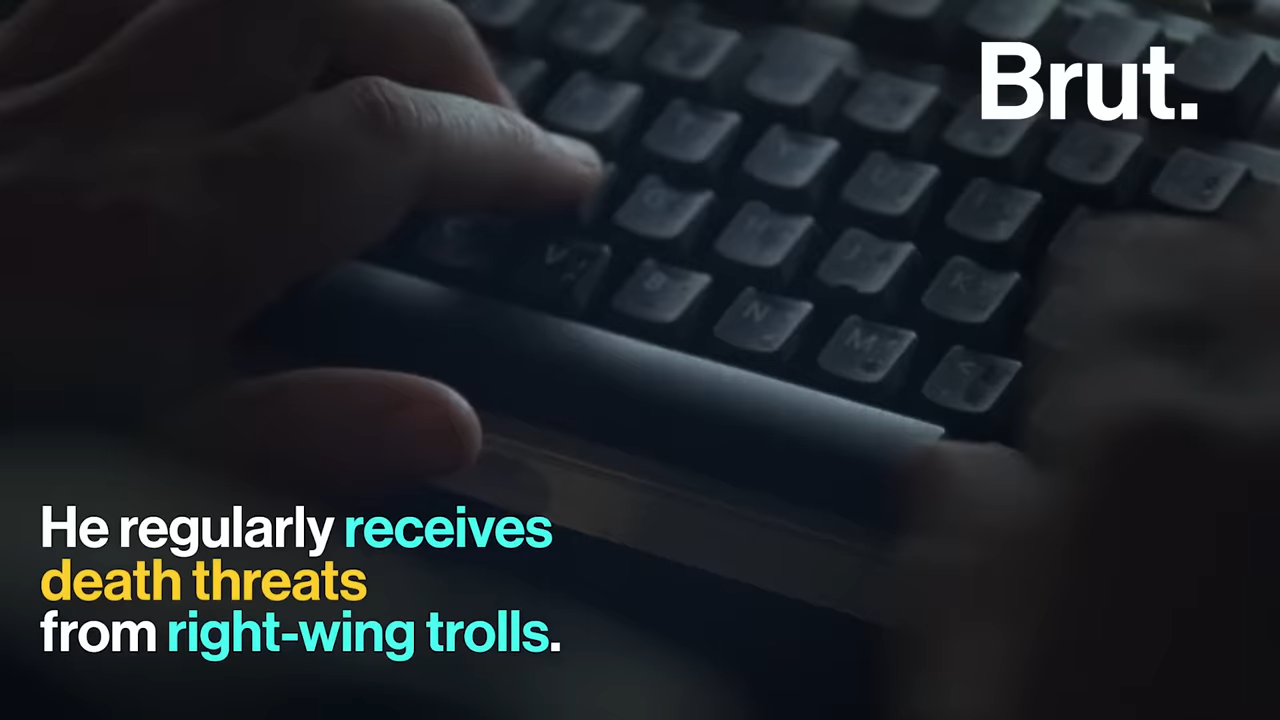 Brut.
He regularly receives
death threats
from right-wing trolls.
V
B
N
M
K